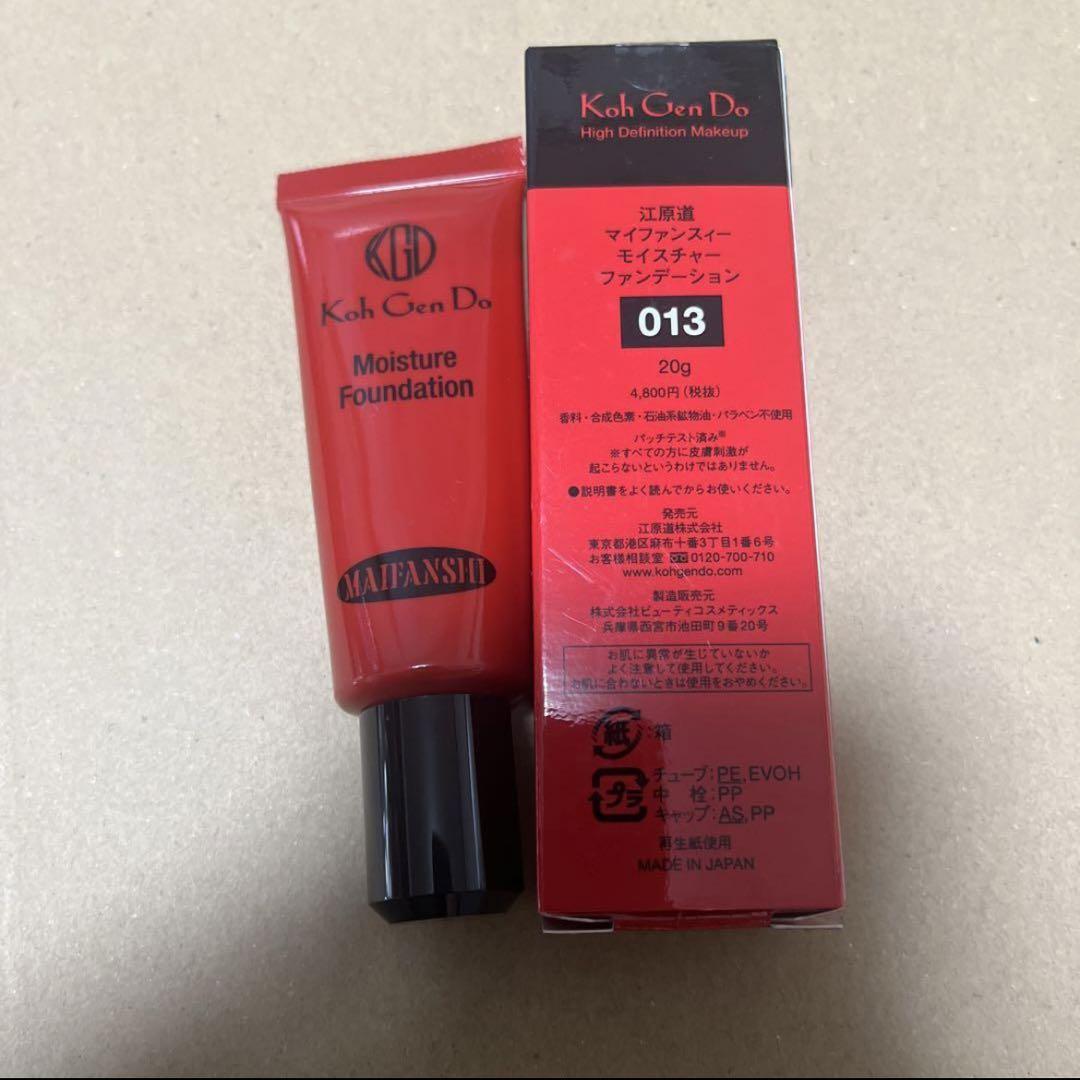 KGD
Koh Gen Do
Moisture
Foundation
MAIFANSHI
Koh Gen Do
High Definition Makeup
江原道
マイファンスィー
モイスチャー
ファンデーション
013
20g
4,800円(税抜)
香料・合成色素・石油系鉱物油・パラベン不使用
パッチテスト済み※
※すべての方に皮膚刺激が
起こらないというわけではありません。
●説明書をよく読んでからお使いください。
発売元
江原道株式会社
東京都港区麻布十番3丁目1番6号
お客様相談室 0120-700-710
www.kohgendo.com
製造販売元
株式会社ビューティコスメティックス
兵庫県西宮市池田町9番20号
お肌に異常が生じていないか
よく注意して使用してください。
お肌に合わないときは使用をおやめください。
紙:箱
プラ
チューブ:PE,EVOH
中 栓:PP
キャップ:AS,PP
再生紙使用
MADE IN JAPAN